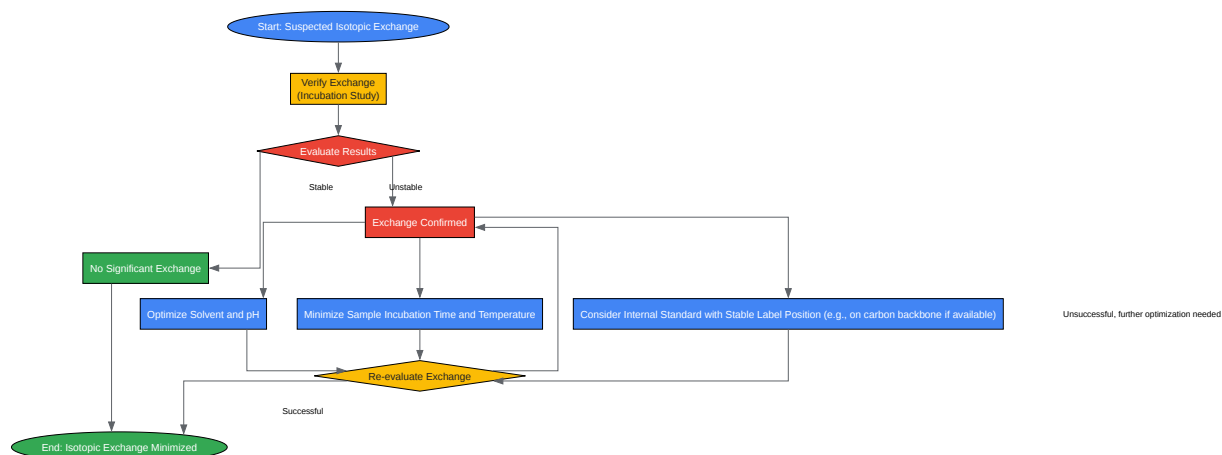 Start: Suspected Isotopic Exchange
Verify Exchange
(Incubation Study)
Evaluate Results
Stable
Unstable
Exchange Confirmed
No Significant Exchange
Optimize Solvent and pH
Minimize Sample Incubation Time and Temperature
Consider Internal Standard with Stable Label Position (e.g., on carbon backbone if available)
Unsuccessful, further optimization needed
Re-evaluate Exchange
Successful
End: Isotopic Exchange Minimized